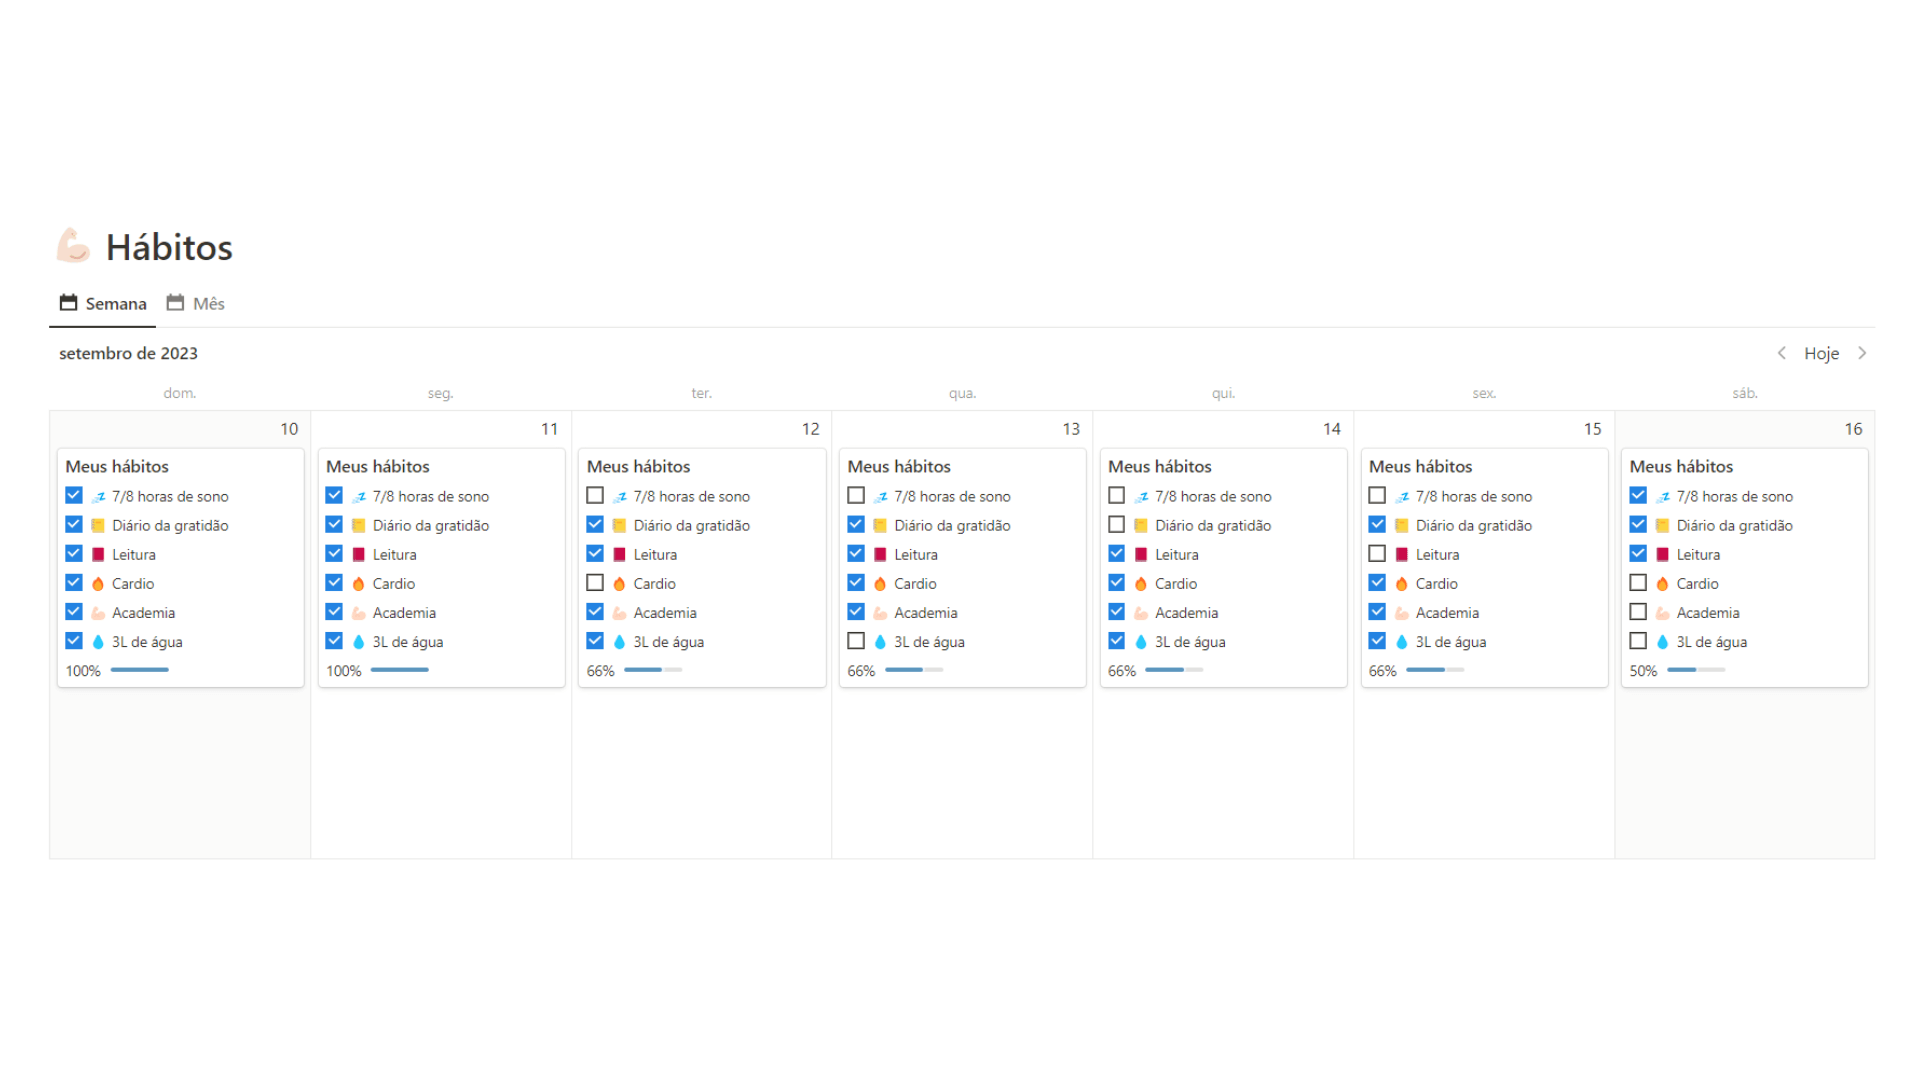 Hábitos
Semana Mês
setembro de 2023 Hoje
dom. seg. ter. qua. qui. sex. sáb.
10 11 12 13 14 15 16
Meus hábitos Meus hábitos Meus hábitos Meus hábitos Meus hábitos Meus hábitos Meus hábitos
7/8 horas de sono 7/8 horas de sono 7/8 horas de sono 7/8 horas de sono 7/8 horas de sono 7/8 horas de sono 7/8 horas de sono
Diário da gratidão Diário da gratidão Diário da gratidão Diário da gratidão Diário da gratidão Diário da gratidão Diário da gratidão
Leitura Leitura Leitura Leitura Leitura Leitura Leitura
Cardio Cardio Cardio Cardio Cardio Cardio Cardio
Academia Academia Academia Academia Academia Academia Academia
3L de água 3L de água 3L de água 3L de água 3L de água 3L de água 3L de água
100% 100% 66% 66% 66% 66% 50%